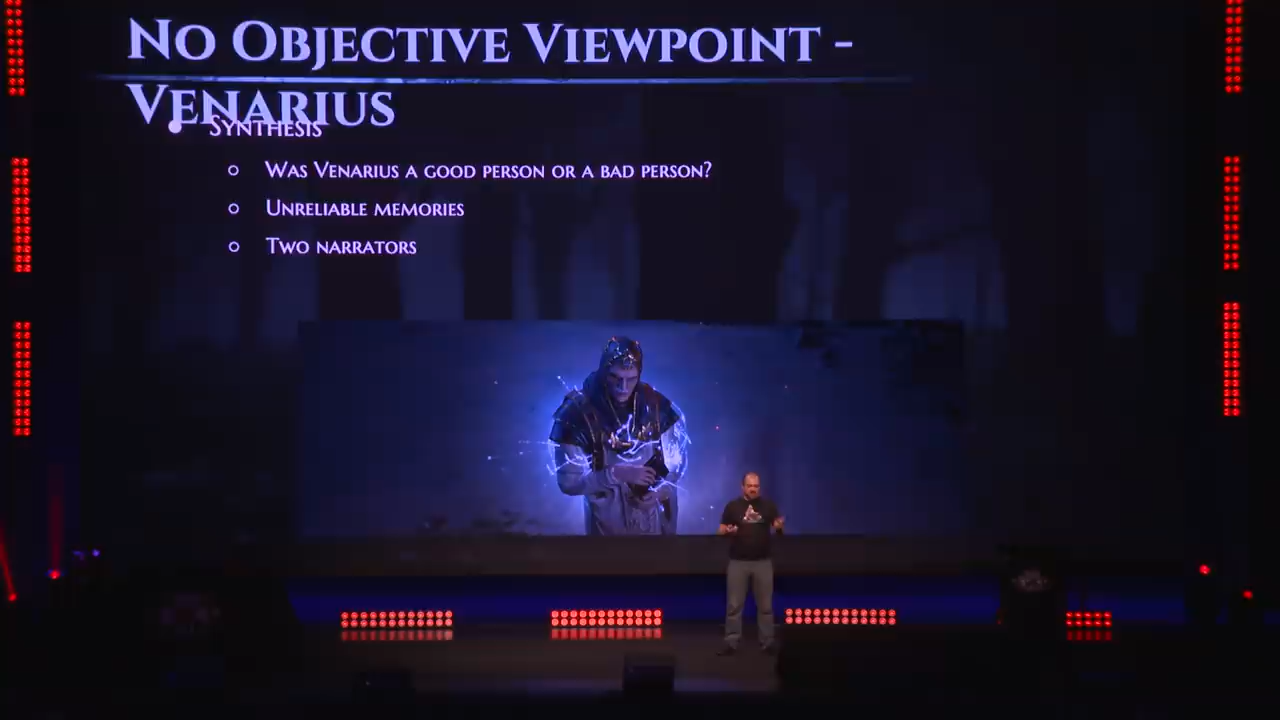 No Objective Viewpoint -
Venarius
Synthesis
Was Venarius a good person or a bad person?
Unreliable memories
Two narrators